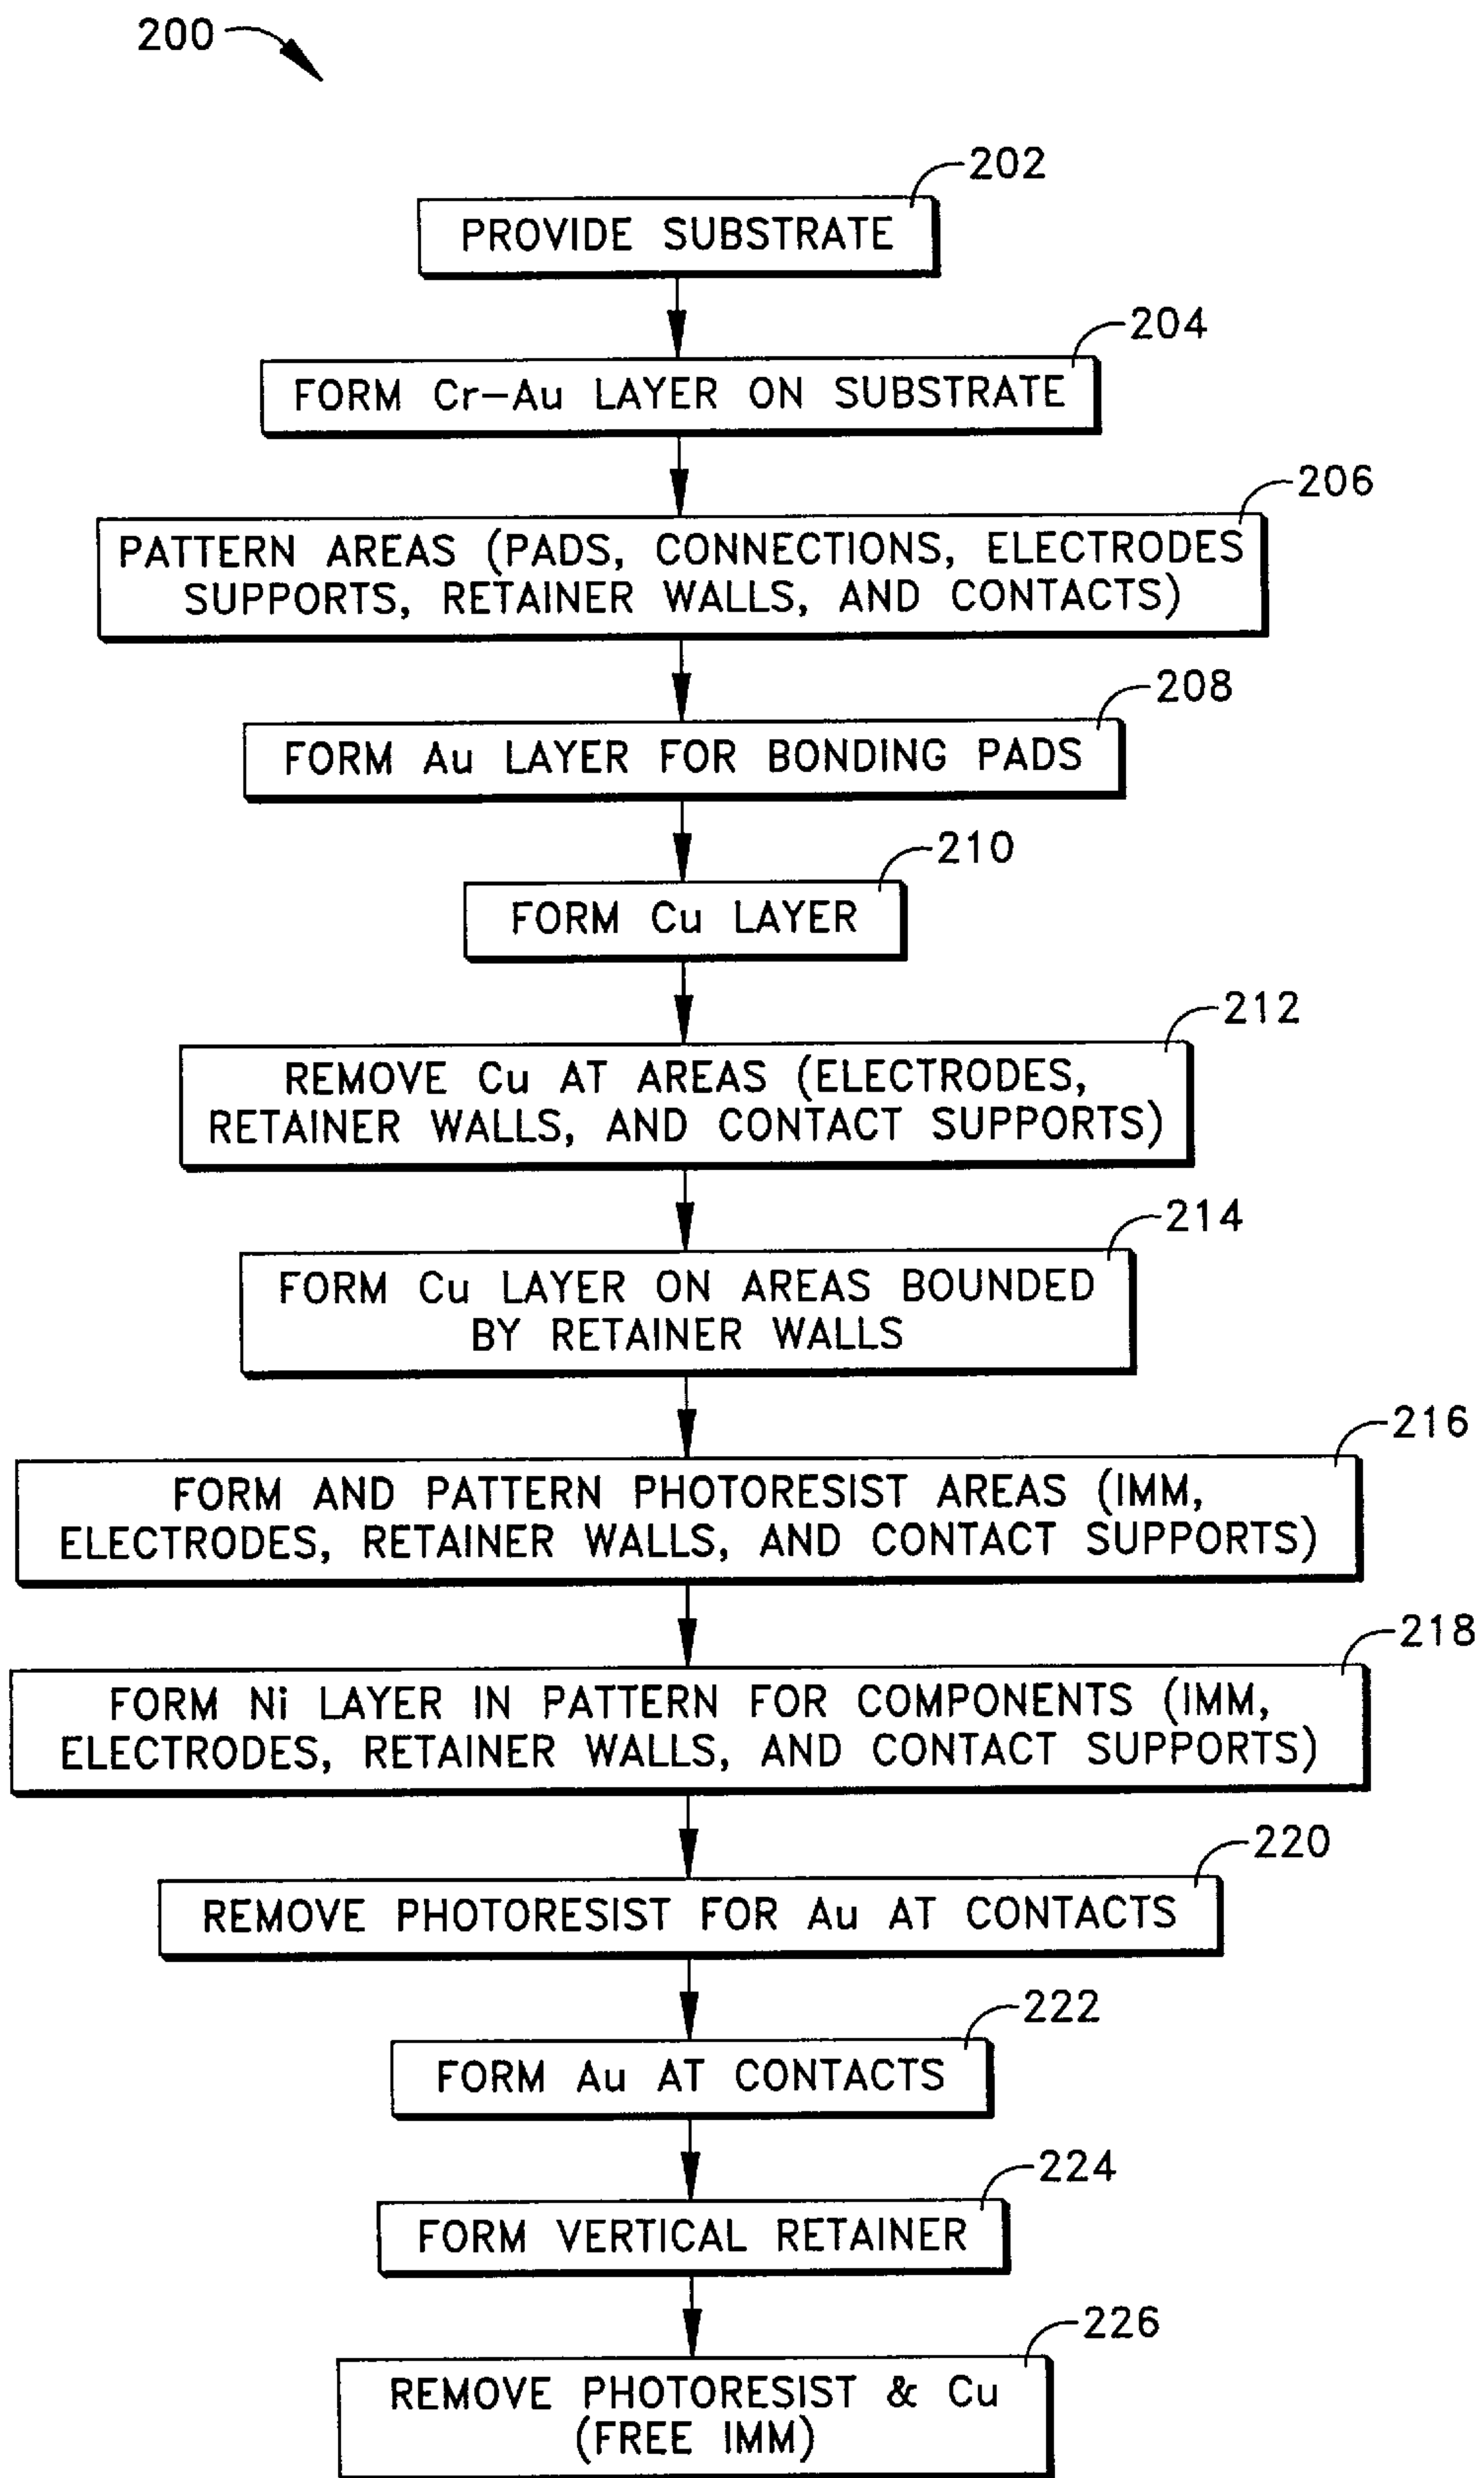 200
202
PROVIDE SUBSTRATE
204
FORM Cr-Au LAYER ON SUBSTRATE
206
PATTERN AREAS (PADS, CONNECTIONS, ELECTRODES
SUPPORTS, RETAINER WALLS, AND CONTACTS)
208
FORM Au LAYER FOR BONDING PADS
210
FORM Cu LAYER
212
REMOVE Cu AT AREAS (ELECTRODES,
RETAINER WALLS, AND CONTACT SUPPORTS)
214
FORM Cu LAYER ON AREAS BOUNDED
BY RETAINER WALLS
216
FORM AND PATTERN PHOTORESIST AREAS (IMM,
ELECTRODES, RETAINER WALLS, AND CONTACT SUPPORTS)
218
FORM Ni LAYER IN PATTERN FOR COMPONENTS (IMM,
ELECTRODES, RETAINER WALLS, AND CONTACT SUPPORTS)
220
REMOVE PHOTORESIST FOR Au AT CONTACTS
222
FORM Au AT CONTACTS
224
FORM VERTICAL RETAINER
226
REMOVE PHOTORESIST & Cu
(FREE IMM)